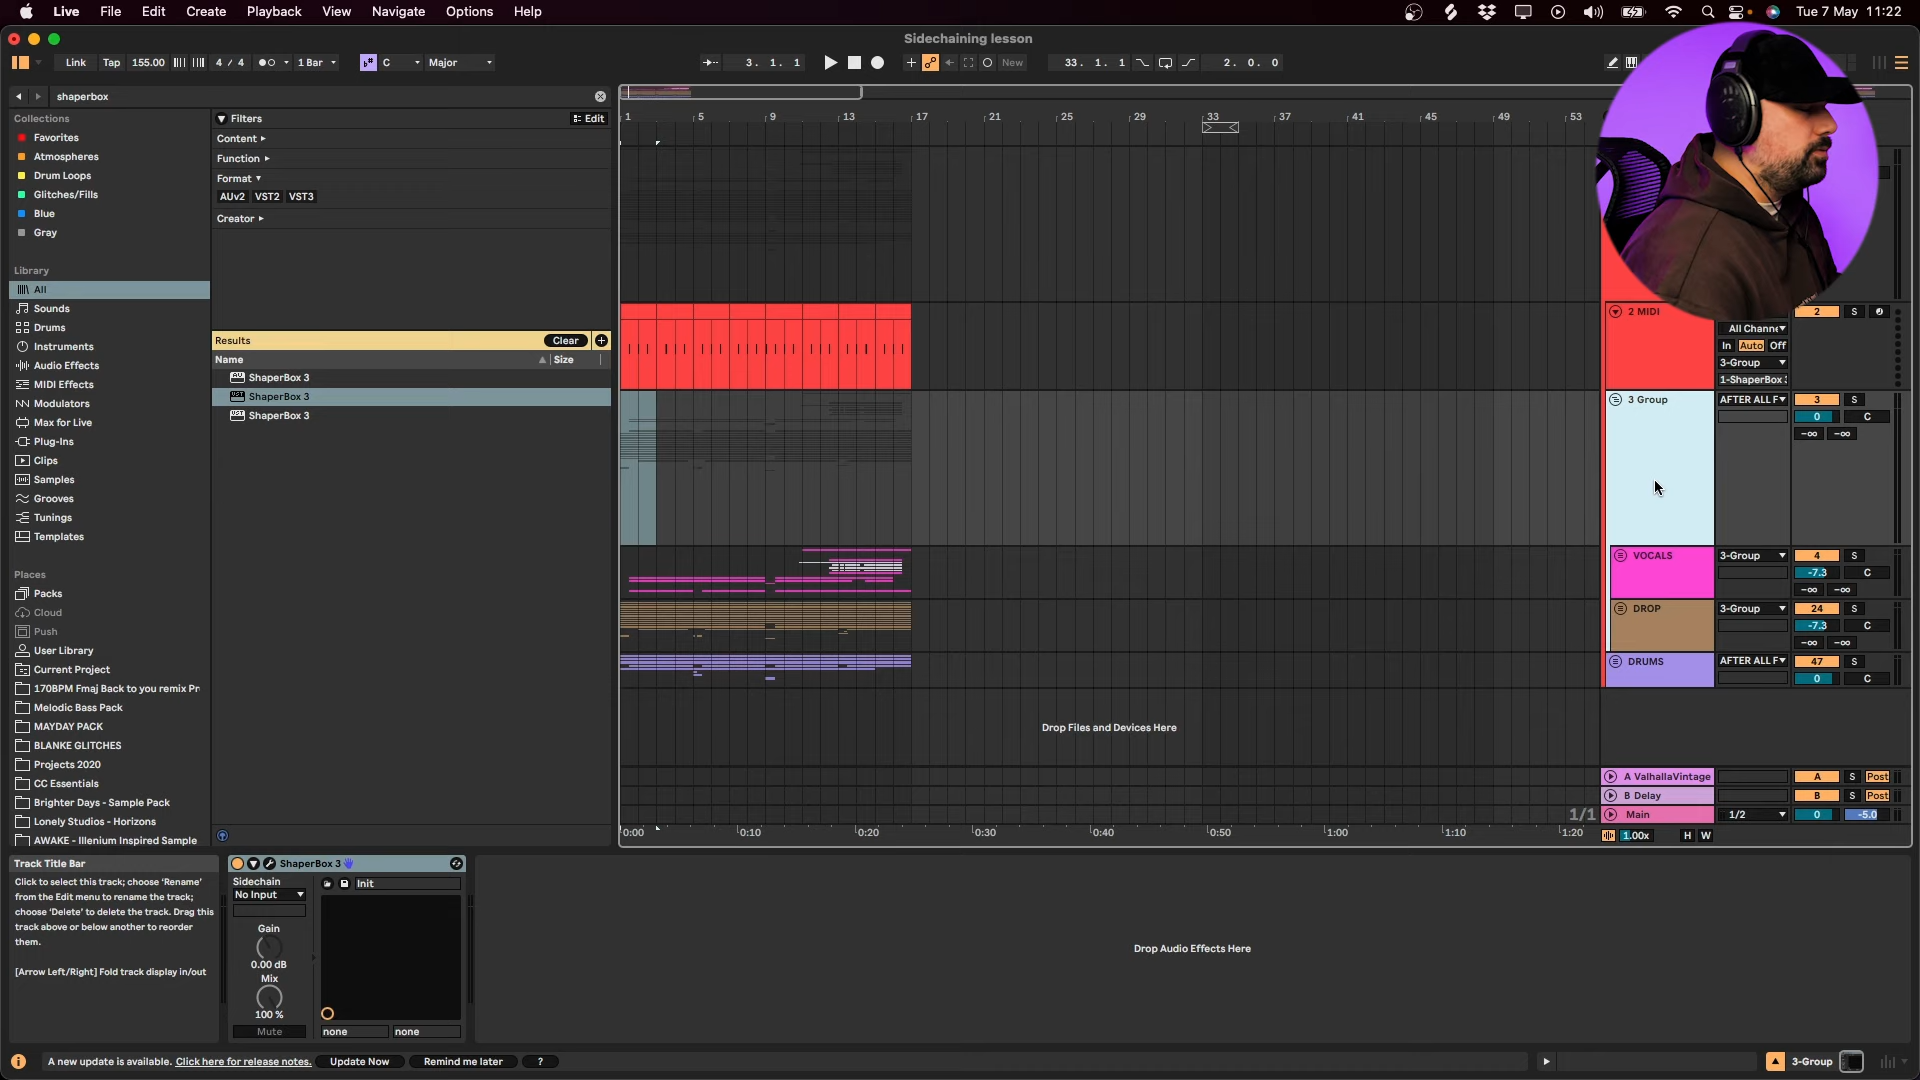 Live File Edit Create Playback View Navigate Options Help Tue 7 May 11:22
Sidechaining lesson
Link Tap 155.00 4 / 4 1 Bar C Major 3. 1. 1 New 33. 1. 1 2. 0. 0
shaperbox
Collections
Favorites
Atmospheres
Drum Loops
Glitches/Fills
Blue
Gray
Library
All
Sounds
Drums
Instruments
Audio Effects
MIDI Effects
Modulators
Max for Live
Plug-Ins
Clips
Samples
Grooves
Tunings
Templates
Places
Packs
Cloud
Push
User Library
Current Project
170BPM Fmaj Back to you remix Pr
Melodic Bass Pack
MAYDAY PACK
BLANKE GLITCHES
Projects 2020
CC Essentials
Brighter Days - Sample Pack
Lonely Studios - Horizons
AWAKE - Illenium Inspired Sample
Filters Edit
Content
Function
Format
AUv2 VST2 VST3
Creator
Results Clear
Name Size
ShaperBox 3
ShaperBox 3
ShaperBox 3
1 5 9 13 17 21 25 29 33 37 41 45 49 53
2 MIDI 2 S
All Channe
In Auto Off
3-Group
1-ShaperBox 3
3 Group AFTER ALL F 3 S
0 C
-∞ -∞
VOCALS 3-Group 4 S
-7.3 C
-∞ -∞
DROP 3-Group 24 S
-7.3 C
-∞ -∞
DRUMS AFTER ALL F 47 S
0 C
Drop Files and Devices Here
A ValhallaVintage A S Post
B Delay B S Post
1/1 Main 1/2 0 -5.0
0:00 0:10 0:20 0:30 0:40 0:50 1:00 1:10 1:20 1.00x H W
Track Title Bar
Click to select this track; choose 'Rename'
from the Edit menu to rename the track;
choose 'Delete' to delete the track. Drag this
track above or below another to reorder
them.
[Arrow Left/Right] Fold track display in/out
ShaperBox 3
Sidechain
No Input
Init
Gain
0.00 dB
Mix
100 %
Mute none none
Drop Audio Effects Here
A new update is available. Click here for release notes. Update Now Remind me later ? 3-Group